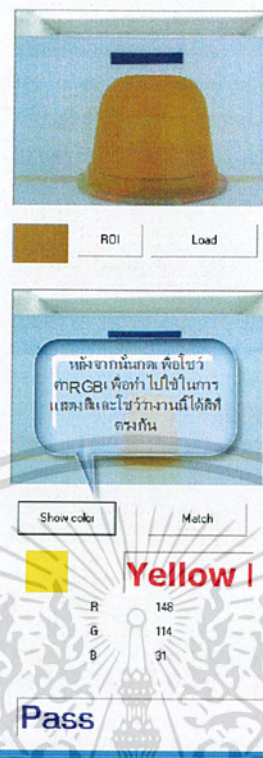 ROI Load
หลังจากนั้นกด เพื่อโชว์
ค่าRGBเ พื่อทำ ไปใช้ในการ
แสดงสีและโชว์ว่างานนี้ได้สีที่
ตรงกัน
Show color Match
Yellow
R 148
G 114
B 31
Pass